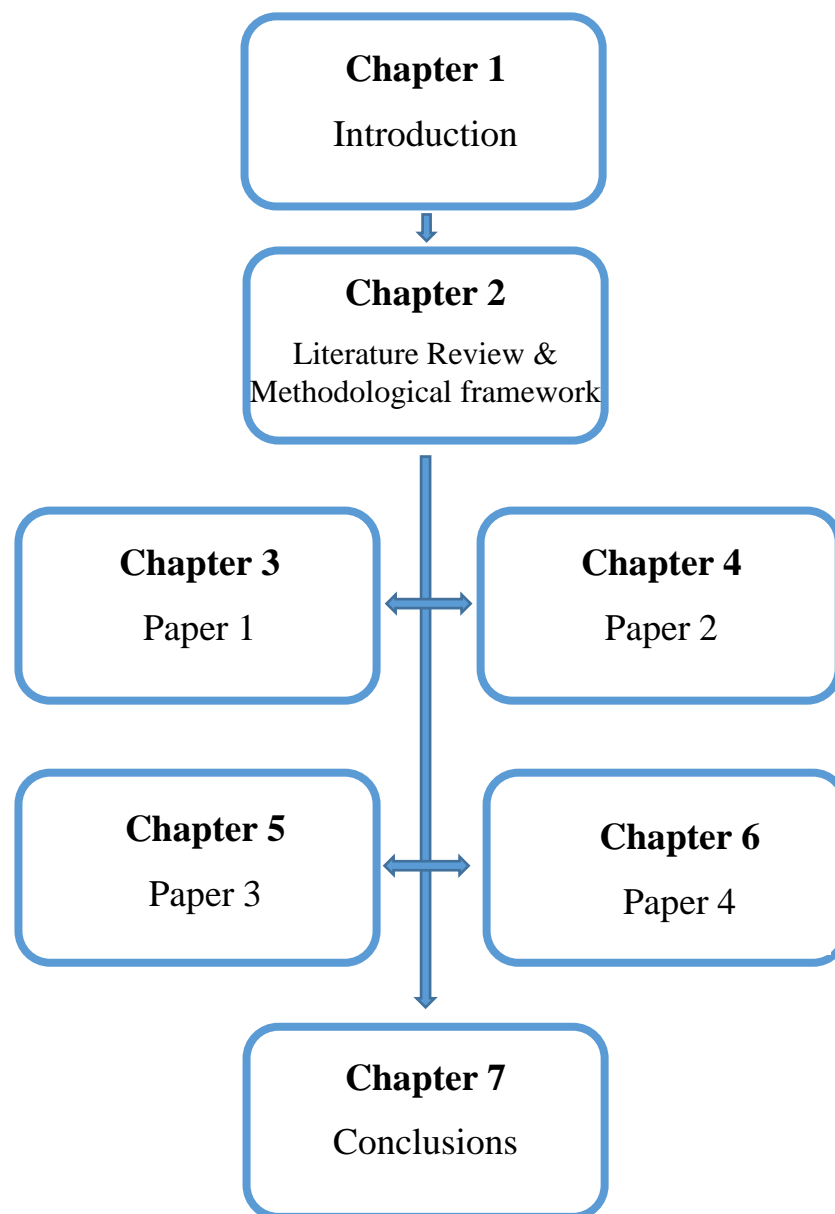 Chapter 1
Introduction
Chapter 2
Literature Review &
Methodological framework
Chapter 3
Paper 1
Chapter 4
Paper 2
Chapter 5
Paper 3
Chapter 6
Paper 4
Chapter 7
Conclusions